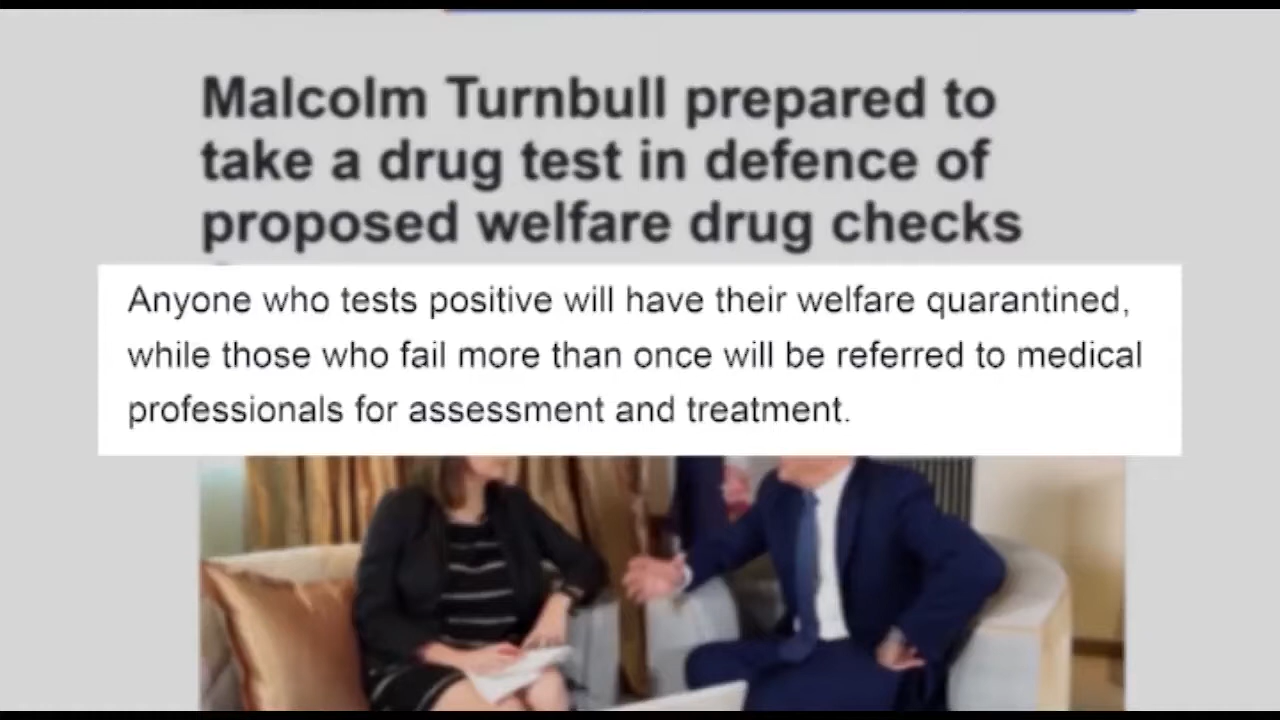 Malcolm Turnbull prepared to
take a drug test in defence of
proposed welfare drug checks
Anyone who tests positive will have their welfare quarantined,
while those who fail more than once will be referred to medical
professionals for assessment and treatment.